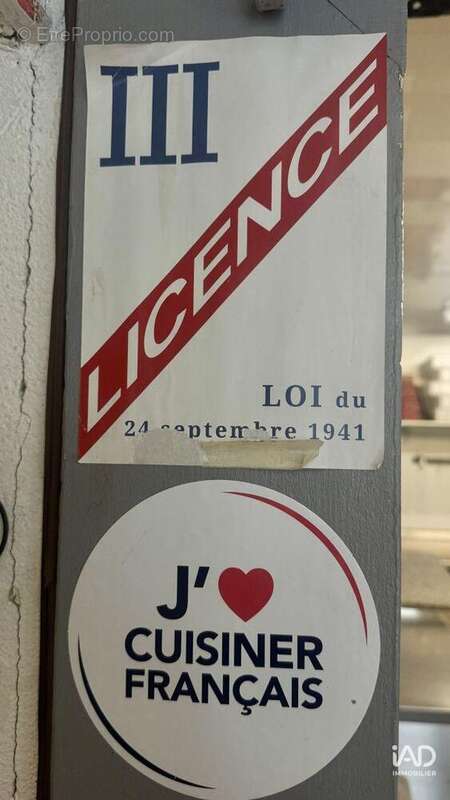 © EtreProprio.com
III
LICENCE
LOI du
24 septembre 1941
J'❤
CUISINER
FRANÇAIS
iAD
IMMOBILIER